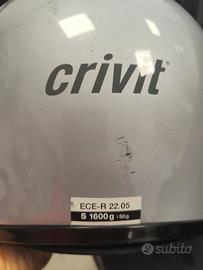 crivit®
ECE-R 22.05
S 1600g ±50g
subito